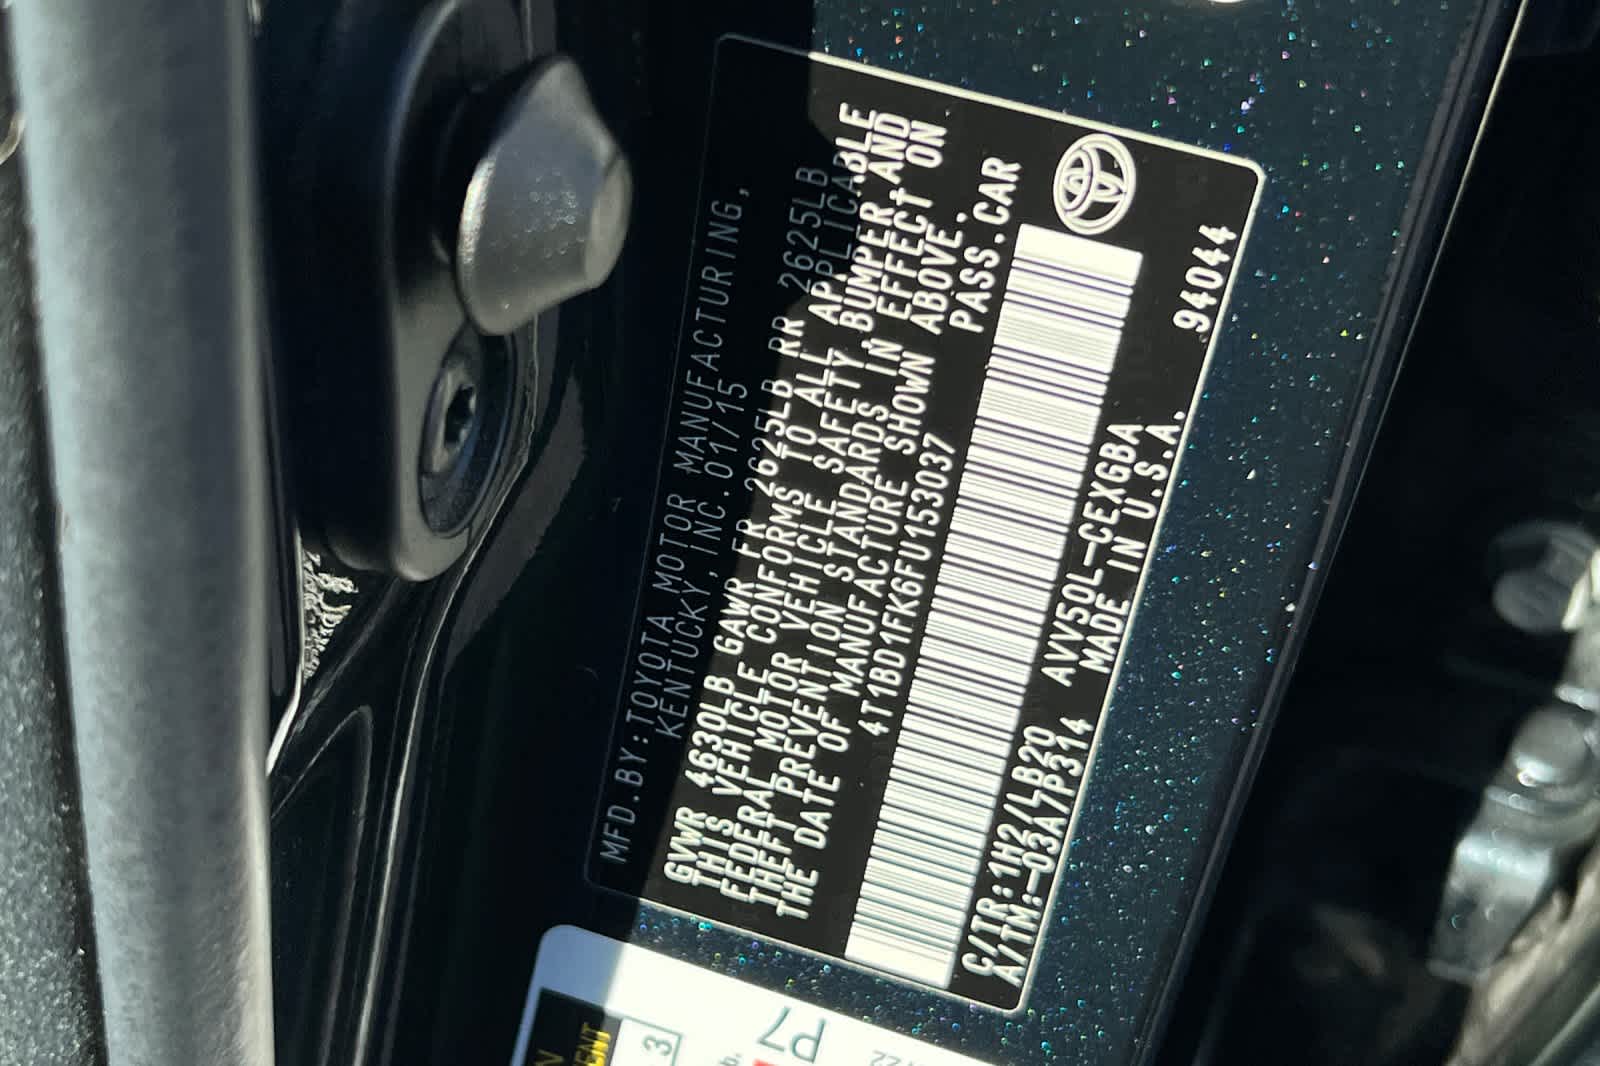 MFD.BY:TOYOTA MOTOR MANUFACTURING,
KENTUCKY,INC.01/15
GVWR 4630LB GAWR FR 2625LB RR 2625LB
THIS VEHICLE CONFORMS TO ALL APPLICABLE
FEDERAL MOTOR VEHICLE SAFETY,BUMPER,AND
THEFT PREVENTION STANDARDS IN EFFECT ON
THE DATE OF MANUFACTURE SHOWN ABOVE.
4T1BD1FK6FU153037
PASS.CAR
C/TR:1H2/LB20
AVV50L-CEXGBA
A/TM:-03A7P314
MADE IN U.S.A.
94044
P7
3